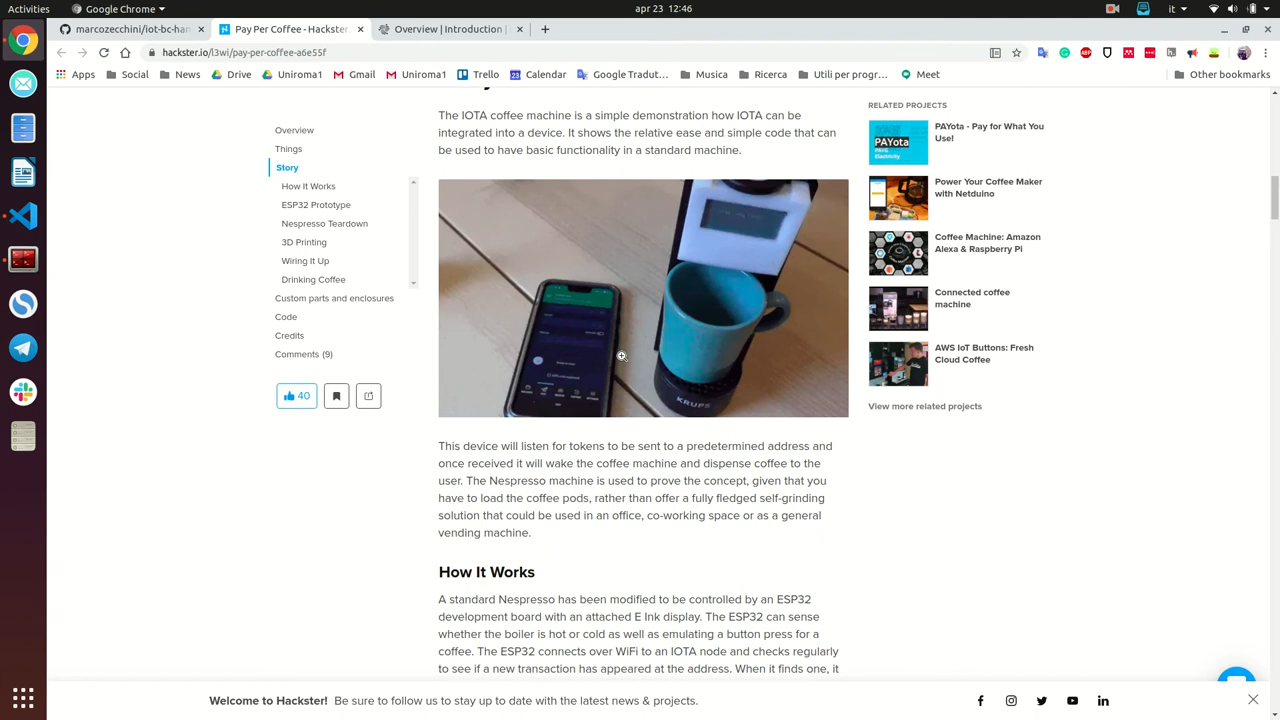 Activities
Google Chrome
apr 23 12:46
it
marcozecchini/iot-bc-han
Pay Per Coffee - Hackster
Overview | Introduction |
hackster.io/l3wi/pay-per-coffee-a6e55f
Apps
Social
News
Drive
Uniroma1
Gmail
Uniroma1
Trello
Calendar
Google Tradut...
Musica
Ricerca
Utili per progr...
Meet
Other bookmarks
Overview
Things
Story
How It Works
ESP32 Prototype
Nespresso Teardown
3D Printing
Wiring It Up
Drinking Coffee
Custom parts and enclosures
Code
Credits
Comments (9)
40
The IOTA coffee machine is a simple demonstration how IOTA can be
integrated into a device. It shows the relative ease and simple code that can
be used to have basic functionality in a standard machine.
KRUPS
This device will listen for tokens to be sent to a predetermined address and
once received it will wake the coffee machine and dispense coffee to the
user. The Nespresso machine is used to prove the concept, given that you
have to load the coffee pods, rather than offer a fully fledged self-grinding
solution that could be used in an office, co-working space or as a general
vending machine.
How It Works
A standard Nespresso has been modified to be controlled by an ESP32
development board with an attached E Ink display. The ESP32 can sense
whether the boiler is hot or cold as well as emulating a button press for a
coffee. The ESP32 connects over WiFi to an IOTA node and checks regularly
to see if a new transaction has appeared at the address. When it finds one, it
RELATED PROJECTS
PAYota
PAYota - Pay for What You
Use!
Power Your Coffee Maker
with Netduino
Coffee Machine: Amazon
Alexa & Raspberry Pi
Connected coffee
machine
AWS IoT Buttons: Fresh
Cloud Coffee
View more related projects
Welcome to Hackster! Be sure to follow us to stay up to date with the latest news & projects.